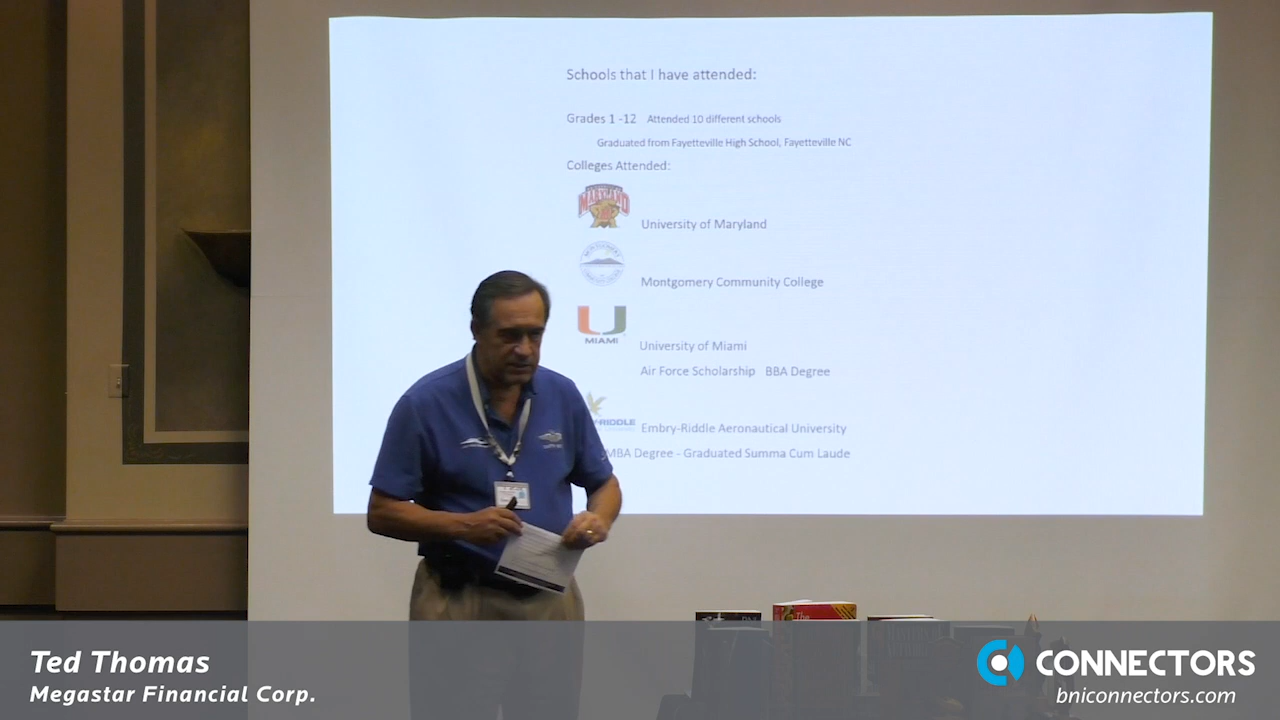 Schools that I have attended:
Grades 1 -12 Attended 10 different schools
Graduated from Fayetteville High School, Fayetteville NC
Colleges Attended:
MARYLAND
University of Maryland
MONTGOMERY
Montgomery Community College
MIAMI
University of Miami
Air Force Scholarship BBA Degree
RIDDLE
Embry-Riddle Aeronautical University
MBA Degree - Graduated Summa Cum Laude
The
Ted Thomas
Megastar Financial Corp.
CONNECTORS
bniconnectors.com